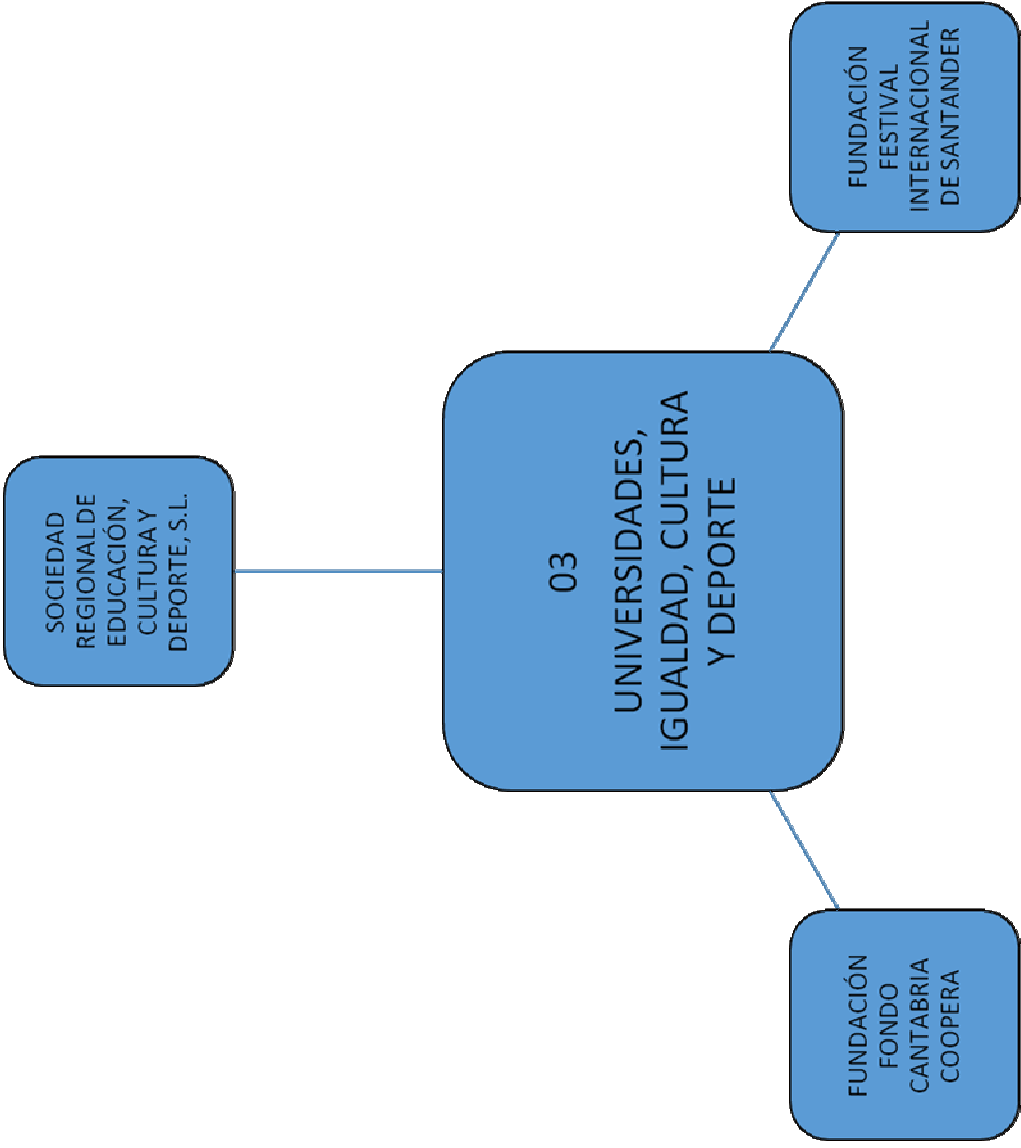 SOCIEDAD
REGIONAL DE
EDUCACIÓN,
CULTURA Y
DEPORTE, S.L.
03
UNIVERSIDADES,
IGUALDAD, CULTURA
Y DEPORTE
FUNDACIÓN
FONDO
CANTABRIA
COOPERA
FUNDACIÓN
FESTIVAL
INTERNACIONAL
DE SANTANDER